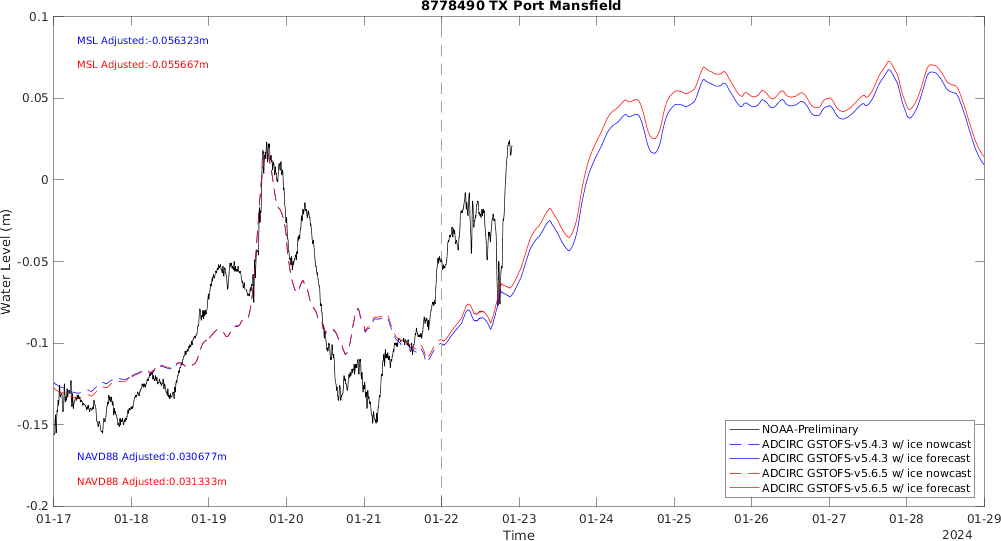 8778490 TX Port Mansfield
MSL Adjusted:-0.056323m
MSL Adjusted:-0.055667m
0.1
0.05
0
-0.05
-0.1
-0.15
-0.2
Water Level (m)
NAVD88 Adjusted:0.030677m
NAVD88 Adjusted:0.031333m
NOAA-Preliminary
ADCIRC GSTOFS-v5.4.3 w/ ice nowcast
ADCIRC GSTOFS-v5.4.3 w/ ice forecast
ADCIRC GSTOFS-v5.6.5 w/ ice nowcast
ADCIRC GSTOFS-v5.6.5 w/ ice forecast
01-17 01-18 01-19 01-20 01-21 01-22 01-23 01-24 01-25 01-26 01-27 01-28 01-29
Time
2024